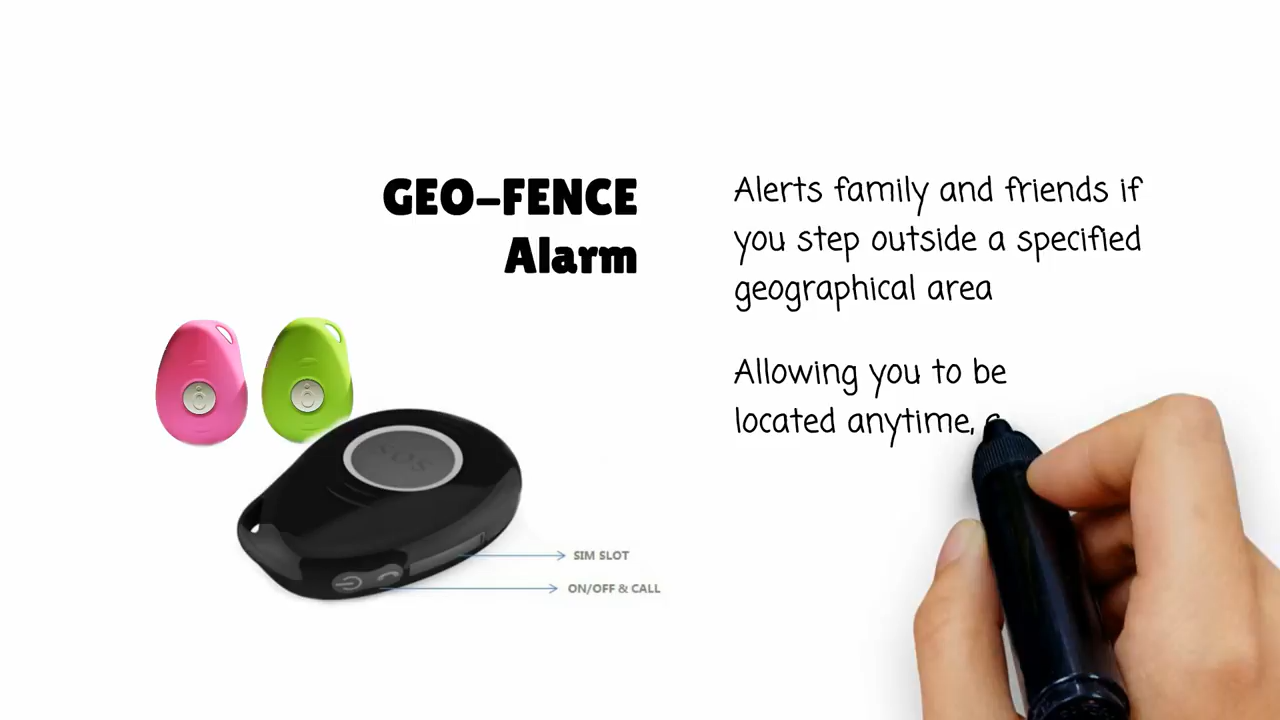 GEO-FENCE
Alarm
Alerts family and friends if
you step outside a specified
geographical area
Allowing you to be
located anytime,
SOS
SIM SLOT
ON/OFF & CALL